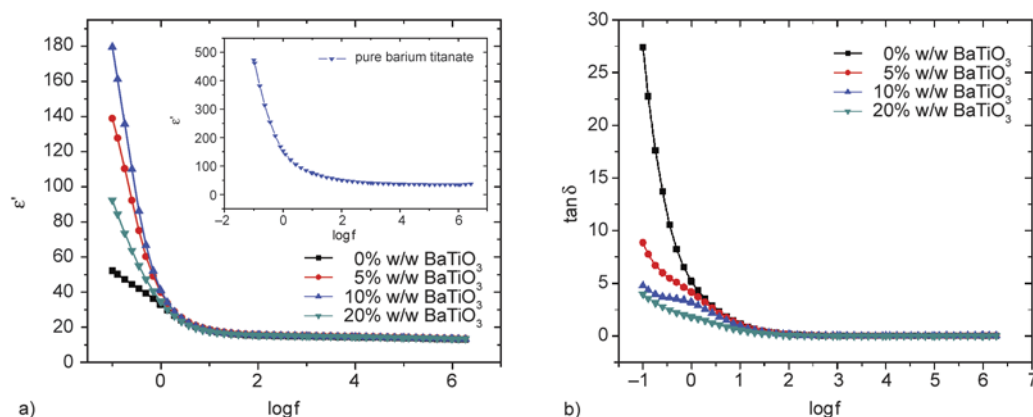 180
160
140
120
100
80
60
40
20
0
ε'
500
400
300
200
100
0
ε'
pure barium titanate
−2 0 2 4 6
logf
0% w/w BaTiO3
5% w/w BaTiO3
10% w/w BaTiO3
20% w/w BaTiO3
0 2 4 6
logf
a)
30
25
20
15
10
5
0
tanδ
0% w/w BaTiO3
5% w/w BaTiO3
10% w/w BaTiO3
20% w/w BaTiO3
−1 0 1 2 3 4 5 6 7
logf
b)